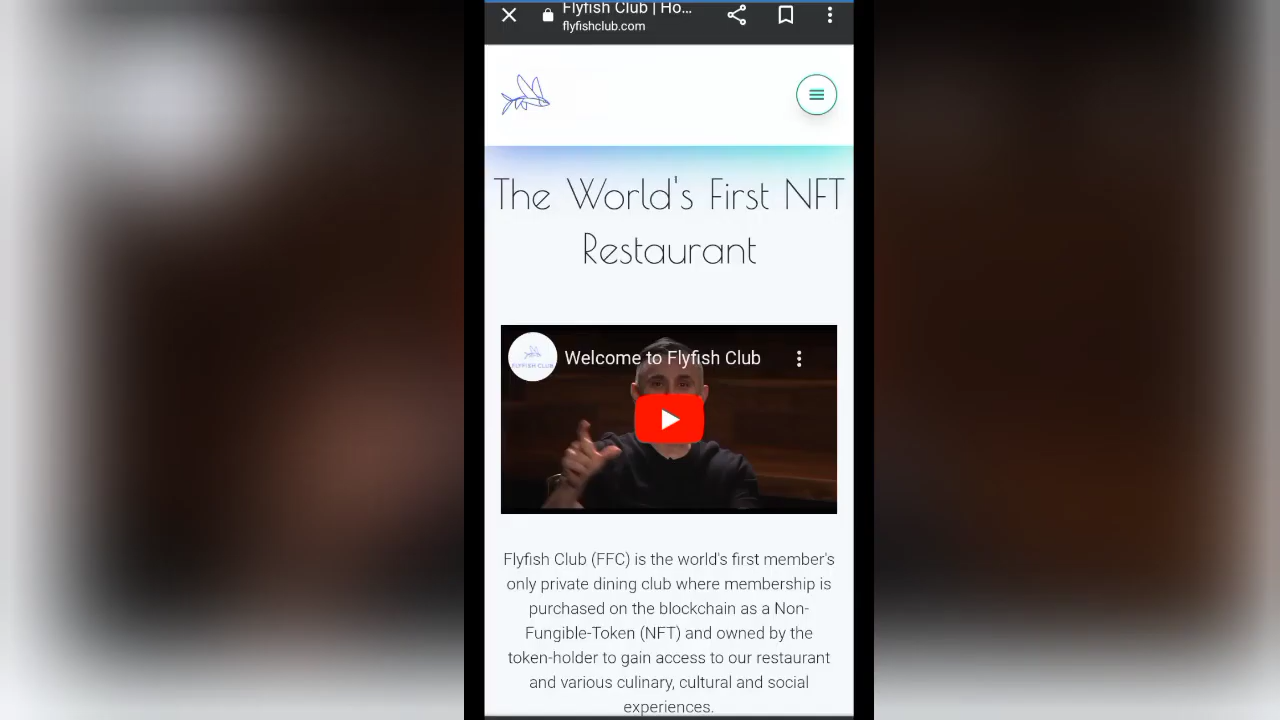 Flyfish Club | Ho...
flyfishclub.com
The World's First NFT
Restaurant
FLYFISH CLUB
Welcome to Flyfish Club
Flyfish Club (FFC) is the world's first member's
only private dining club where membership is
purchased on the blockchain as a Non-
Fungible-Token (NFT) and owned by the
token-holder to gain access to our restaurant
and various culinary, cultural and social
experiences.